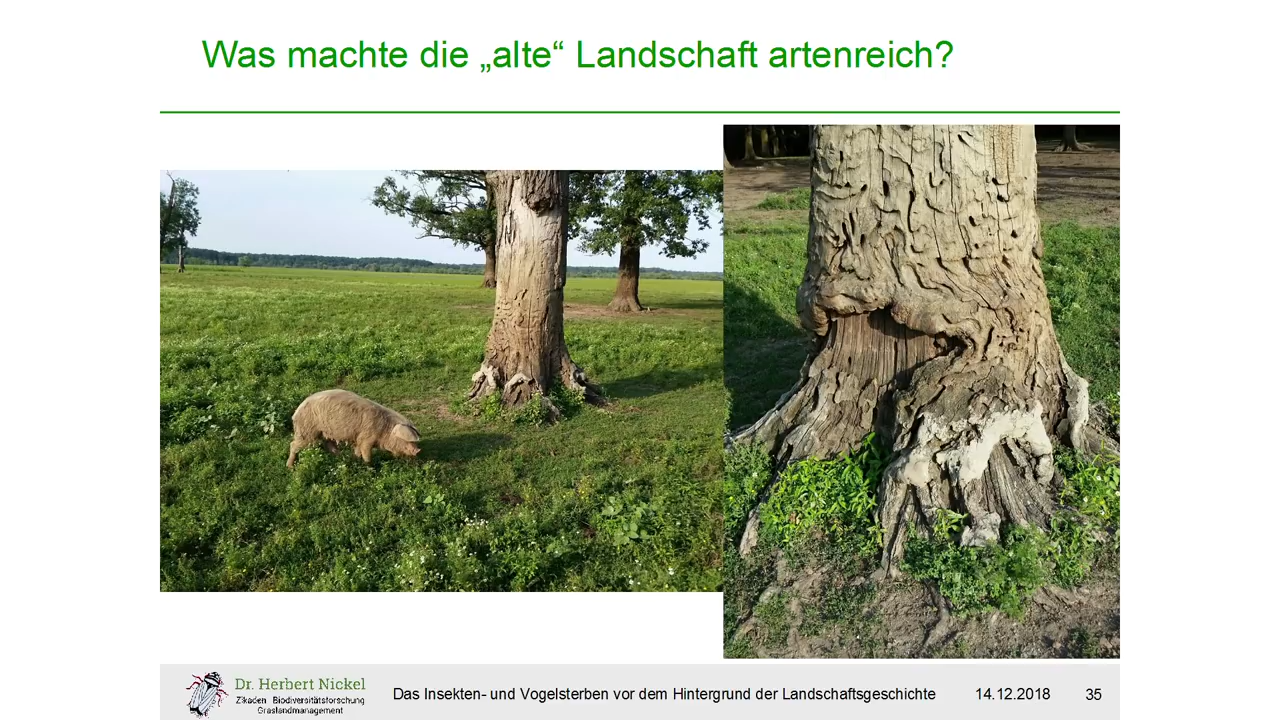 Was machte die „alte“ Landschaft artenreich?
Dr. Herbert Nickel
Zikaden Biodiversitätsforschung
Graslandmanagement
Das Insekten- und Vogelsterben vor dem Hintergrund der Landschaftsgeschichte 14.12.2018 35